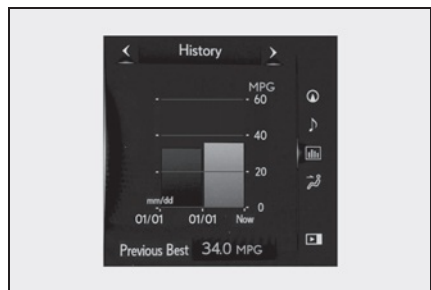 History
MPG
60
40
20
0
mm/dd
01/01 01/01 Now
Previous Best 34.0 MPG